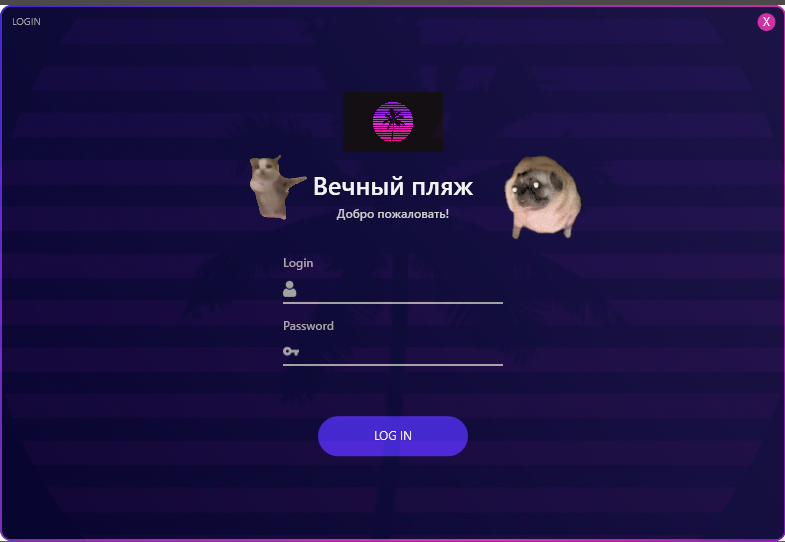 LOGIN
X
Вечный пляж
Добро пожаловать!
Login
Password
LOG IN